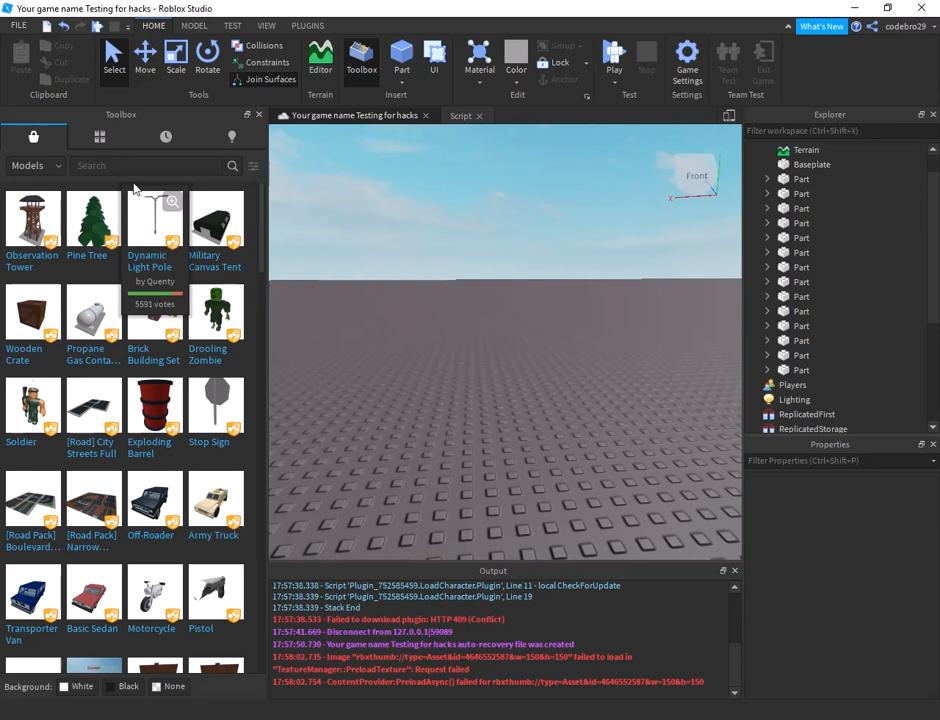 Your game name Testing for hacks - Roblox Studio
FILE HOME MODEL TEST VIEW PLUGINS What's New codebro29
Paste Copy Cut Duplicate
Select Move Scale Rotate Collisions Constraints Join Surfaces
Editor Toolbox Part UI
Material Color Group Lock Anchor
Play Stop Game Settings Team Test Exit Game
Clipboard Tools Terrain Insert Edit Test Settings Team Test
Toolbox
Your game name Testing for hacks Script
Explorer
Filter workspace (Ctrl+Shift+X)
Models Search
Front
X
Terrain
Baseplate
Part
Part
Part
Part
Part
Part
Part
Part
Part
Part
Part
Part
Part
Part
Players
Lighting
ReplicatedFirst
ReplicatedStorage
Observation Tower
Pine Tree
Dynamic Light Pole
by Quenty
5591 votes
Military Canvas Tent
Wooden Crate
Propane Gas Conta...
Brick Building Set
Drooling Zombie
Soldier
[Road] City Streets Full
Exploding Barrel
Stop Sign
[Road Pack] Boulevard...
[Road Pack] Narrow...
Off-Roader
Army Truck
Transporter Van
Basic Sedan
Motorcycle
Pistol
Background: White Black None
Properties
Filter Properties (Ctrl+Shift+P)
Output
17:57:38.338 - Script 'Plugin_752585459.LoadCharacter.Plugin', Line 11 - local CheckForUpdate
17:57:38.339 - Script 'Plugin_752585459.LoadCharacter.Plugin', Line 19
17:57:38.339 - Stack End
17:57:38.533 - Failed to download plugin: HTTP 409 (Conflict)
17:57:41.669 - Disconnect from 127.0.0.1|59089
17:57:50.730 - Your game name Testing for hacks auto-recovery file was created
17:58:02.735 - Image "rbxthumb://type=Asset&id=4646552587&w=150&h=150" failed to load in
"TextureManager::PreloadTexture": Request failed
17:58:02.754 - ContentProvider:PreloadAsync() failed for rbxthumb://type=Asset&id=4646552587&w=150&h=150